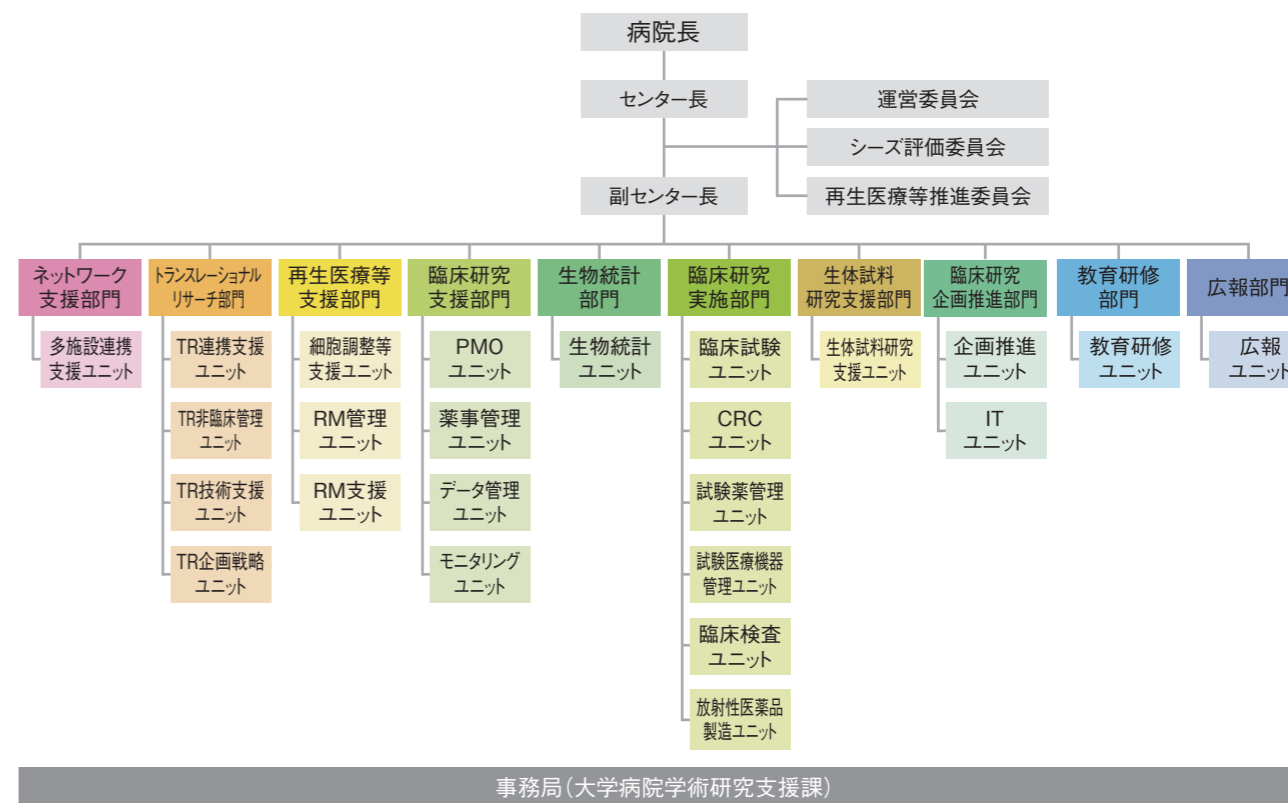 病院長
センター長
運営委員会
シーズ評価委員会
副センター長
再生医療等推進委員会
ネットワーク
支援部門
トランスレーショナル
リサーチ部門
再生医療等
支援部門
臨床研究
支援部門
生物統計
部門
臨床研究
実施部門
生体試料
研究支援部門
臨床研究
企画推進部門
教育研修
部門
広報部門
多施設連携
支援ユニット
TR連携支援
ユニット
TR非臨床管理
ユニット
TR技術支援
ユニット
TR企画戦略
ユニット
細胞調整等
支援ユニット
RM管理
ユニット
RM支援
ユニット
PMO
ユニット
薬事管理
ユニット
データ管理
ユニット
モニタリング
ユニット
生物統計
ユニット
臨床試験
ユニット
CRC
ユニット
試験薬管理
ユニット
試験医療機器
管理ユニット
臨床検査
ユニット
放射性医薬品
製造ユニット
生体試料研究
支援ユニット
企画推進
ユニット
IT
ユニット
教育研修
ユニット
広報
ユニット
事務局(大学病院学術研究支援課)